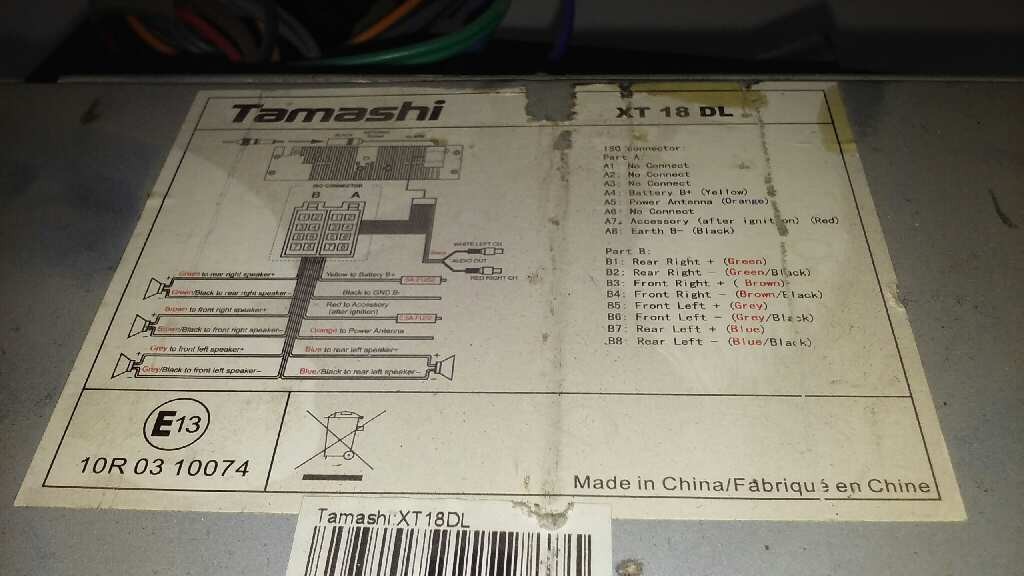 Tamashi
XT 18 DL
BLACK
ISO CONNECTOR
B A
WHITE LEFT CH
AUDIO OUT
RED RIGHT CH
Green to rear right speaker+
Green/Black to rear right speaker-
Brown to front right speaker+
Brown/Black to front right speaker-
Grey to front left speaker+
Grey/Black to front left speaker-
Yellow to Battery B+
Black to GND B-
Red to Accessory
(after ignition)
Orange to Power Antenna
Blue to rear left speaker+
Blue/Black to rear left speaker-
ISO connector:
Part A:
A1: No Connect
A2: No Connect
A3: No Connect
A4: Battery B+ (Yellow)
A5: Power Antenna (Orange)
A6: No Connect
A7: Accessory (after ignition) (Red)
A8: Earth B- (Black)
Part B:
B1: Rear Right + (Green)
B2: Rear Right - (Green/Black)
B3: Front Right + ( Brown)
B4: Front Right - (Brown/Black)
B5: Front Left + (Grey)
B6: Front Left - (Grey/Black)
B7: Rear Left + (Blue)
B8: Rear Left - (Blue/Black)
E13
10R 03 10074
Made in China/Fabriqué en Chine
Tamashi:XT18DL